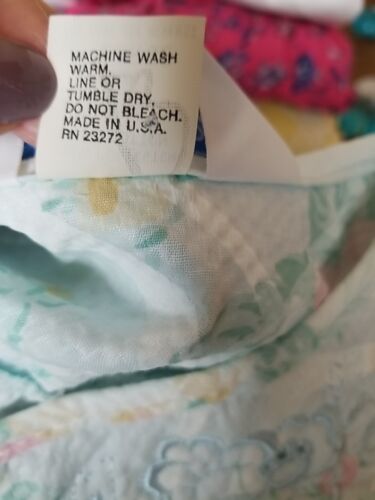 MACHINE WASH
WARM.
LINE OR
TUMBLE DRY.
DO NOT BLEACH.
MADE IN U.S.A.
RN 23272